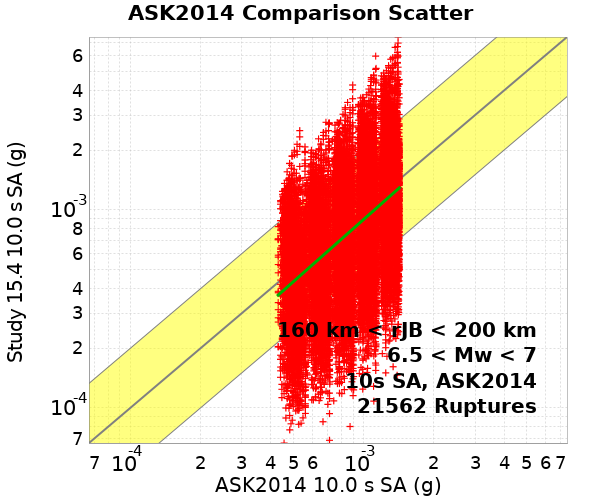 ASK2014 Comparison Scatter
Study 15.4 10.0 s SA (g)
6
4
3
2
10-3
8
6
4
3
2
10-4
7
160 km < rJB < 200 km
6.5 < Mw < 7
10s SA, ASK2014
21562 Ruptures
7 10-4 2 3 4 5 6 10-3 2 3 4 5 6 7
ASK2014 10.0 s SA (g)